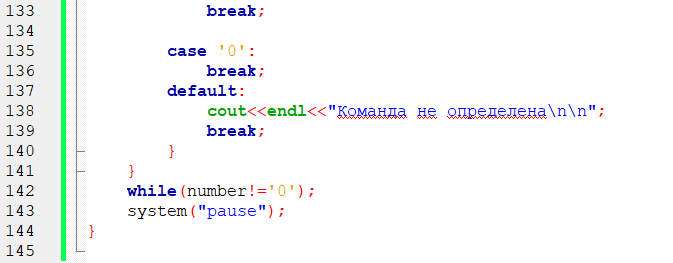 133 break;
134
135 case '0':
136 break;
137 default:
138 cout<<endl<<"Команда не определена\n\n";
139 break;
140 }
141 }
142 while(number!='0');
143 system("pause");
144 }
145